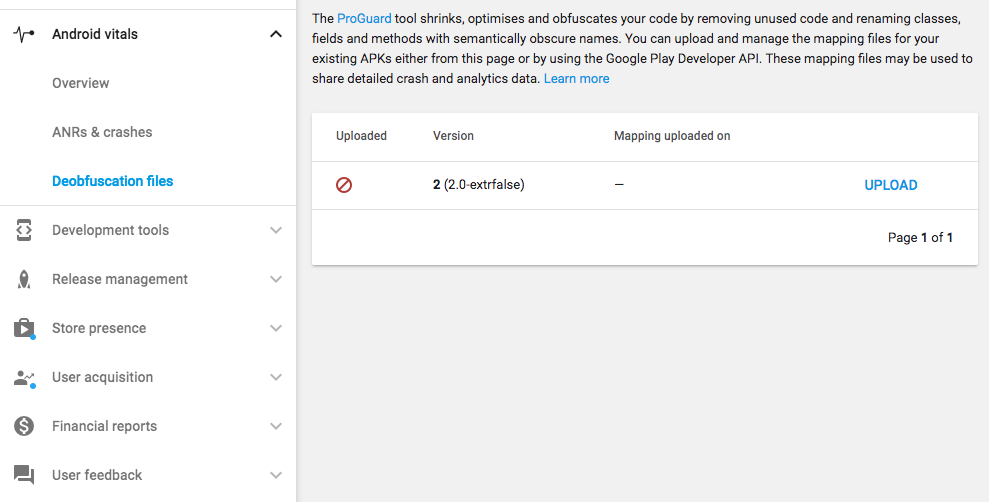 Android vitals
Overview
ANRs & crashes
Deobfuscation files
Development tools
Release management
Store presence
User acquisition
Financial reports
User feedback
The ProGuard tool shrinks, optimises and obfuscates your code by removing unused code and renaming classes,
fields and methods with semantically obscure names. You can upload and manage the mapping files for your
existing APKs either from this page or by using the Google Play Developer API. These mapping files may be used to
share detailed crash and analytics data. Learn more
Uploaded Version Mapping uploaded on
2 (2.0-extrfalse) – UPLOAD
Page 1 of 1